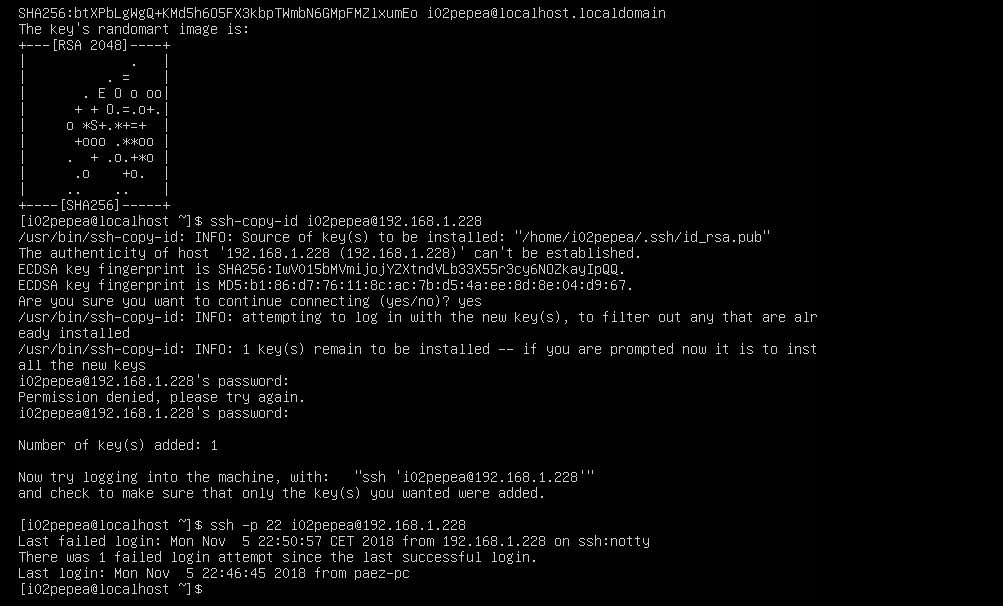 SHA256:btXPbLgWgQ+KMd5h6O5FX3kbpTWmbN6GMpFMZlxumEo i02pepea@localhost.localdomain
The key's randomart image is:
+---[RSA 2048]----+
|             .   |
|          . =    |
|       . E O o oo|
|      + + O.=.o+.|
|     o *S+.*+=+  |
|      +ooo .**oo |
|     .  + .o.+*o |
|      .o    +o.  |
|     ..    ..    |
+----[SHA256]-----+
[i02pepea@localhost ~]$ ssh-copy-id i02pepea@192.168.1.228
/usr/bin/ssh-copy-id: INFO: Source of key(s) to be installed: "/home/i02pepea/.ssh/id_rsa.pub"
The authenticity of host '192.168.1.228 (192.168.1.228)' can't be established.
ECDSA key fingerprint is SHA256:IwVO15bMVmijojYZXtndVLb33X55r3cy6NOZkayIpQQ.
ECDSA key fingerprint is MD5:b1:86:d7:76:11:8c:ac:7b:d5:4a:ee:8d:8e:04:d9:67.
Are you sure you want to continue connecting (yes/no)? yes
/usr/bin/ssh-copy-id: INFO: attempting to log in with the new key(s), to filter out any that are alr
eady installed
/usr/bin/ssh-copy-id: INFO: 1 key(s) remain to be installed -- if you are prompted now it is to inst
all the new keys
i02pepea@192.168.1.228's password:
Permission denied, please try again.
i02pepea@192.168.1.228's password:
Number of key(s) added: 1
Now try logging into the machine, with:   "ssh 'i02pepea@192.168.1.228'"
and check to make sure that only the key(s) you wanted were added.
[i02pepea@localhost ~]$ ssh -p 22 i02pepea@192.168.1.228
Last failed login: Mon Nov  5 22:50:57 CET 2018 from 192.168.1.228 on ssh:notty
There was 1 failed login attempt since the last successful login.
Last login: Mon Nov  5 22:46:45 2018 from paez-pc
[i02pepea@localhost ~]$